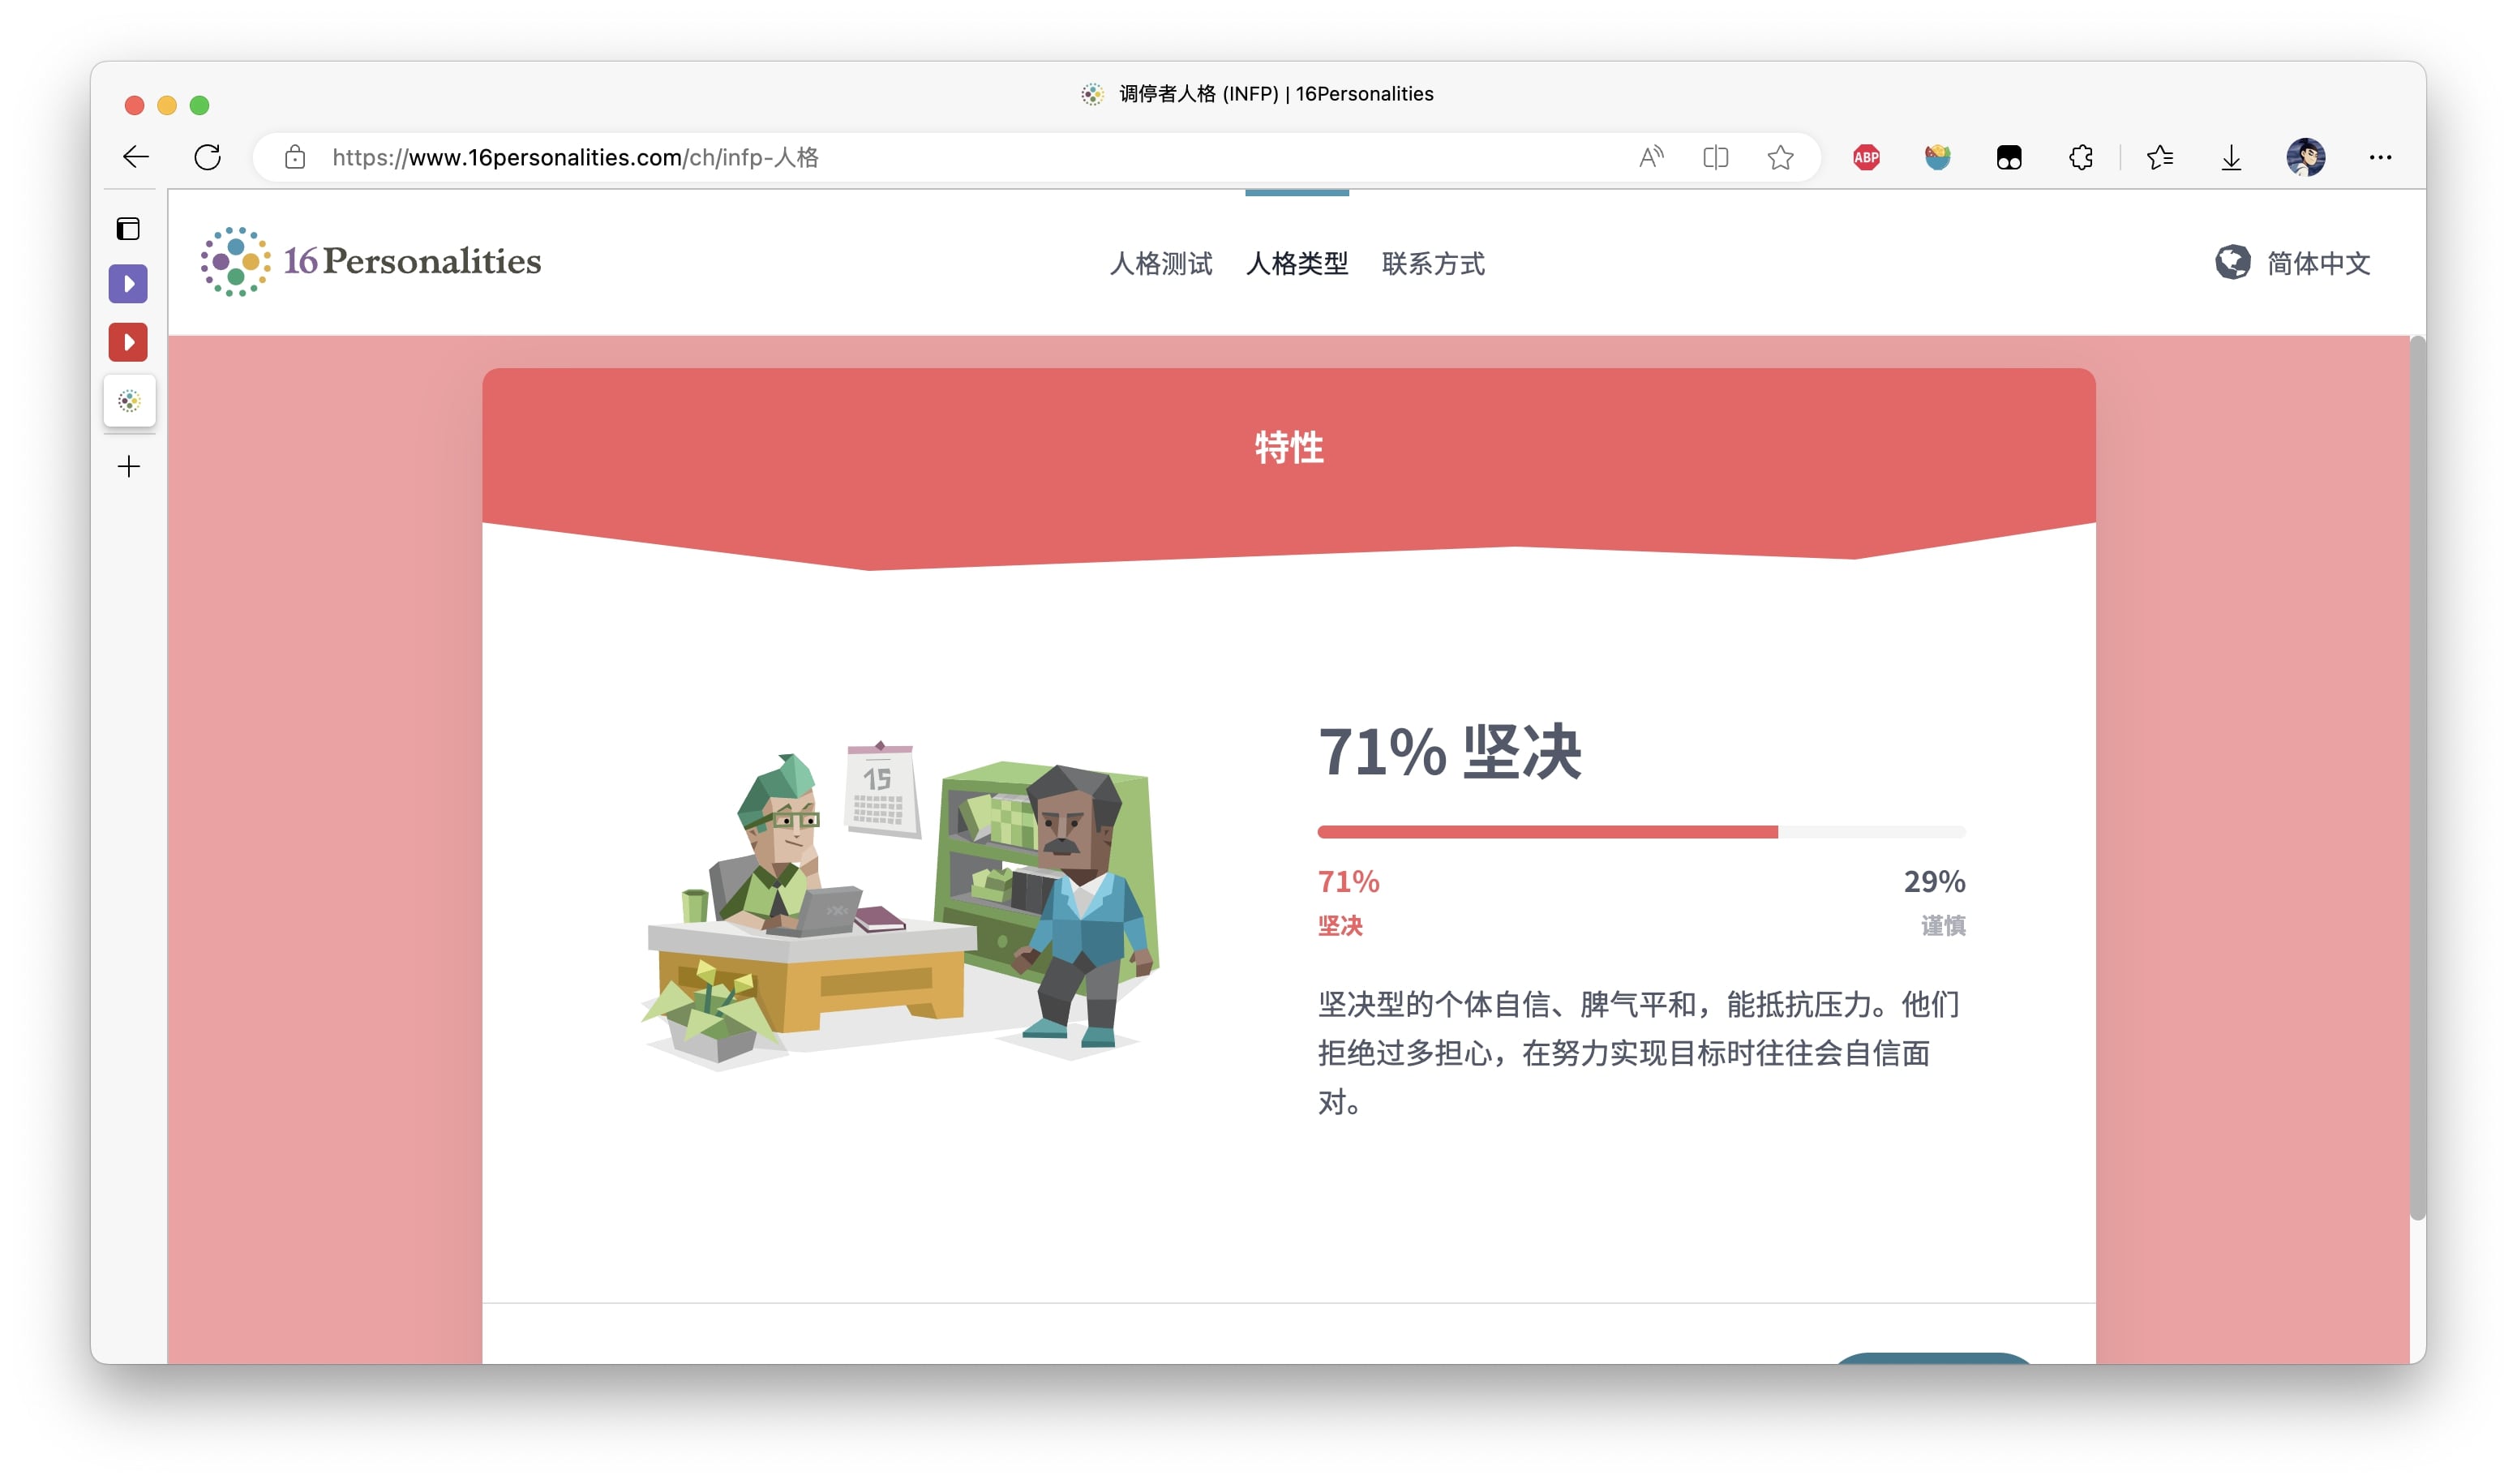 调停者人格 (INFP) | 16Personalities
https://www.16personalities.com/ch/infp-人格
ABP
16Personalities
人格测试 人格类型 联系方式
简体中文
特性
15
71% 坚决
71% 29%
坚决 谨慎
坚决型的个体自信、脾气平和，能抵抗压力。他们
拒绝过多担心，在努力实现目标时往往会自信面
对。